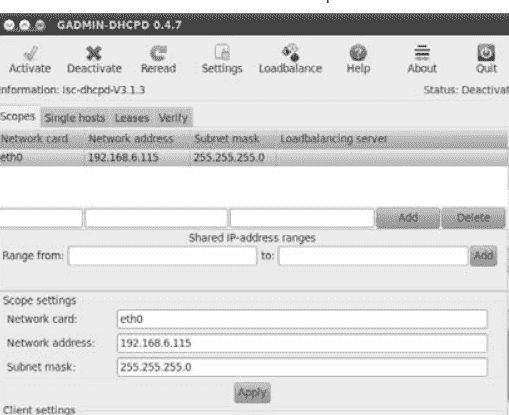 GADMIN-DHCPD 0.4.7
Activate Deactivate Reread Settings Loadbalance Help About Quit
nformation: isc-dhcpd-V3.1.3 Status: Deactivat
Scopes Single hosts Leases Verify
Network card Network address Subnet mask Loadbalancing server
eth0 192.168.6.115 255.255.255.0
Add Delete
Shared IP-address ranges
Range from: to: Add
Scope settings
Network card: eth0
Network address: 192.168.6.115
Subnet mask: 255.255.255.0
Apply
Client settings